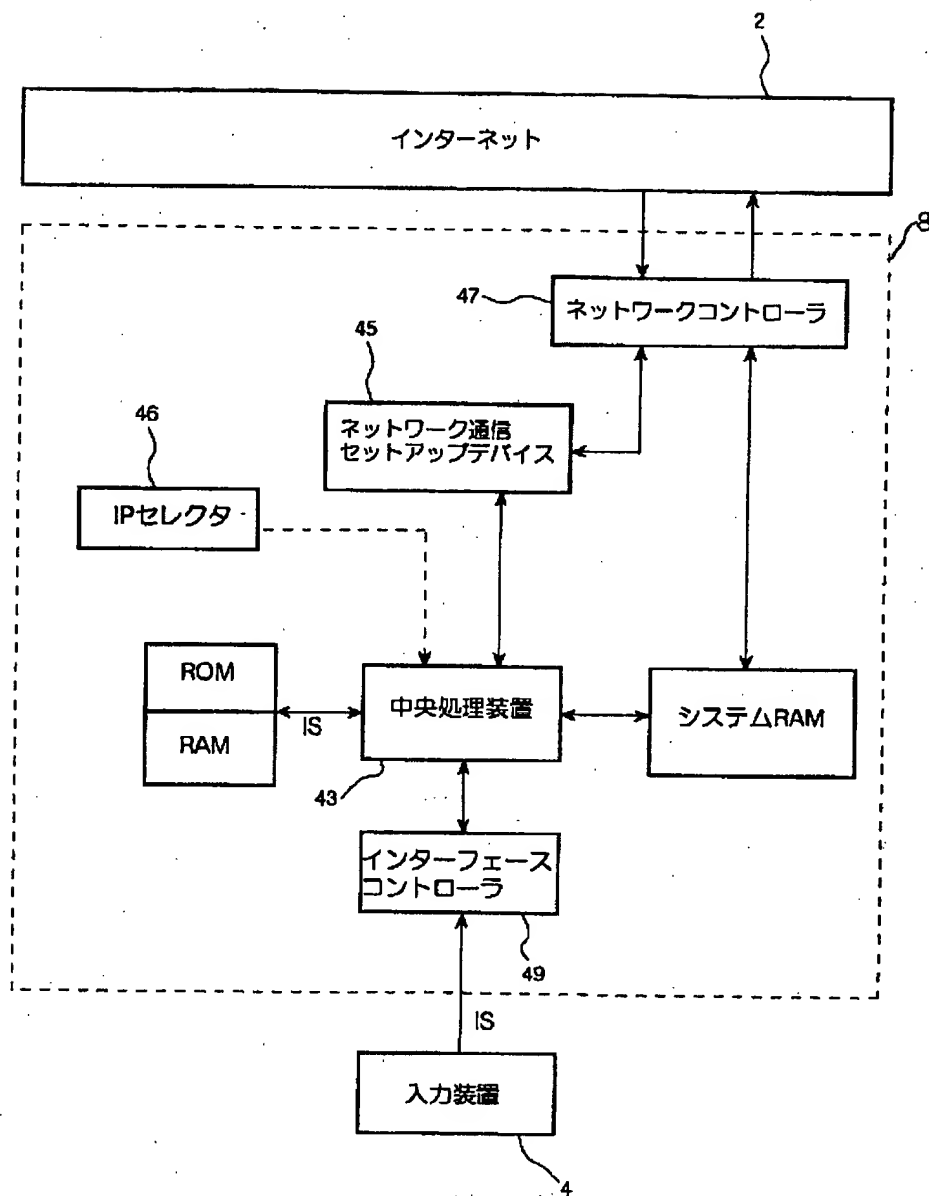 2
インターネット
8
47
ネットワークコントローラ
45
ネットワーク通信
セットアップデバイス
46
IPセレクタ
ROM
RAM
IS
中央処理装置
43
システムRAM
インターフェース
コントローラ
49
IS
入力装置
4